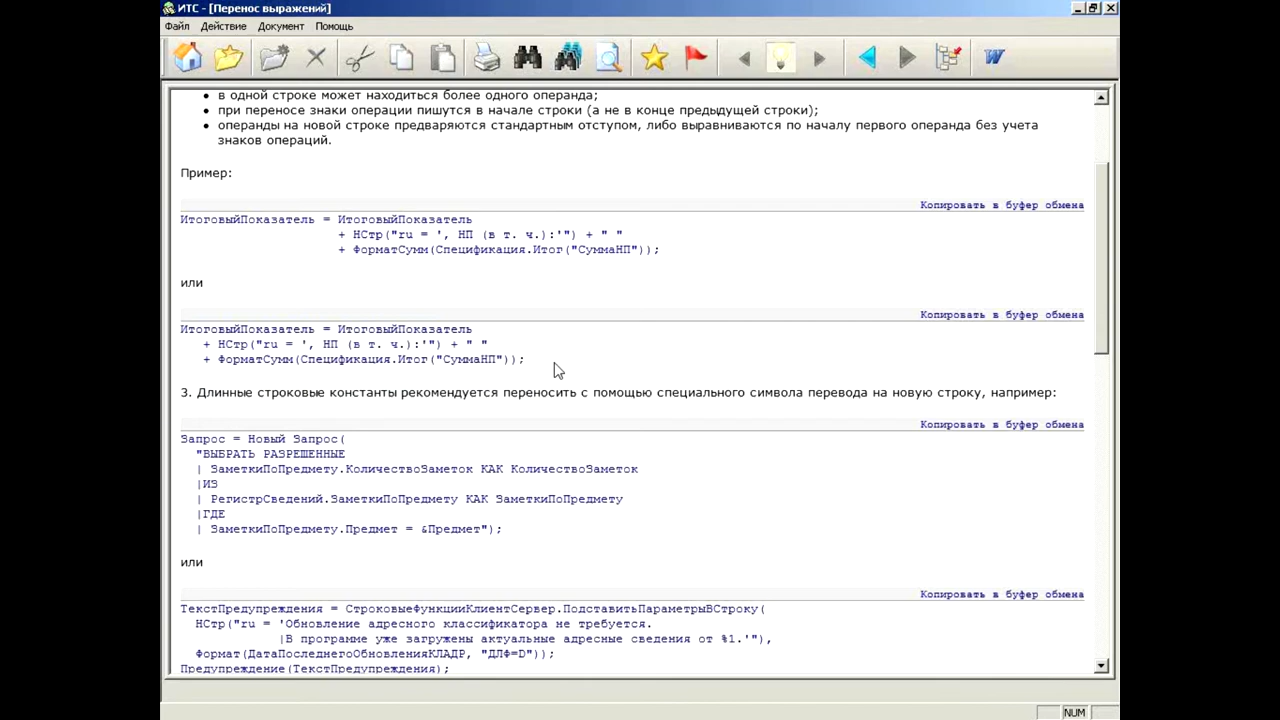 ИТС - [Перенос выражений]
Файл Действие Документ Помощь
• в одной строке может находиться более одного операнда;
• при переносе знаки операции пишутся в начале строки (а не в конце предыдущей строки);
• операнды на новой строке предваряются стандартным отступом, либо выравниваются по началу первого операнда без учета
знаков операций.
Пример:
Копировать в буфер обмена
ИтоговыйПоказатель = ИтоговыйПоказатель
+ НСтр("ru = ', НП (в т. ч.):'") + " "
+ ФорматСумм(Спецификация.Итог("СуммаНП"));
или
Копировать в буфер обмена
ИтоговыйПоказатель = ИтоговыйПоказатель
+ НСтр("ru = ', НП (в т. ч.):'") + " "
+ ФорматСумм(Спецификация.Итог("СуммаНП"));
3. Длинные строковые константы рекомендуется переносить с помощью специального символа перевода на новую строку, например:
Копировать в буфер обмена
Запрос = Новый Запрос(
"ВЫБРАТЬ РАЗРЕШЕННЫЕ
| ЗаметкиПоПредмету.КоличествоЗаметок КАК КоличествоЗаметок
|ИЗ
| РегистрСведений.ЗаметкиПоПредмету КАК ЗаметкиПоПредмету
|ГДЕ
| ЗаметкиПоПредмету.Предмет = &Предмет");
или
Копировать в буфер обмена
ТекстПредупреждения = СтроковыеФункцииКлиентСервер.ПодставитьПараметрыВСтроку(
НСтр("ru = 'Обновление адресного классификатора не требуется.
|В программе уже загружены актуальные адресные сведения от %1.'"),
Формат(ДатаПоследнегоОбновленияКЛАДР, "ДЛФ=D"));
Предупреждение(ТекстПредупреждения);
NUM